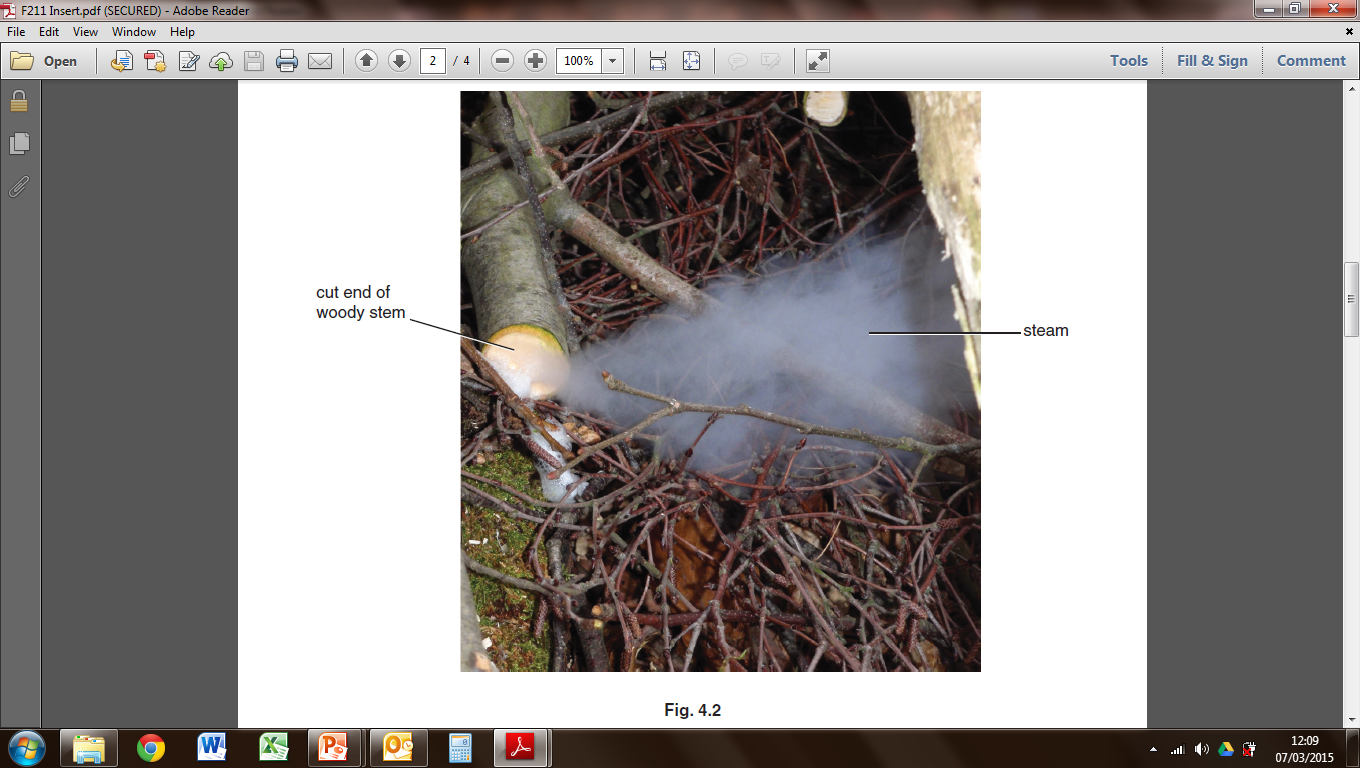 F211 Insert.pdf (SECURED) - Adobe Reader
File Edit View Window Help
Open
2 / 4
100%
Tools Fill & Sign Comment
cut end of
woody stem
steam
Fig. 4.2
12:09
07/03/2015